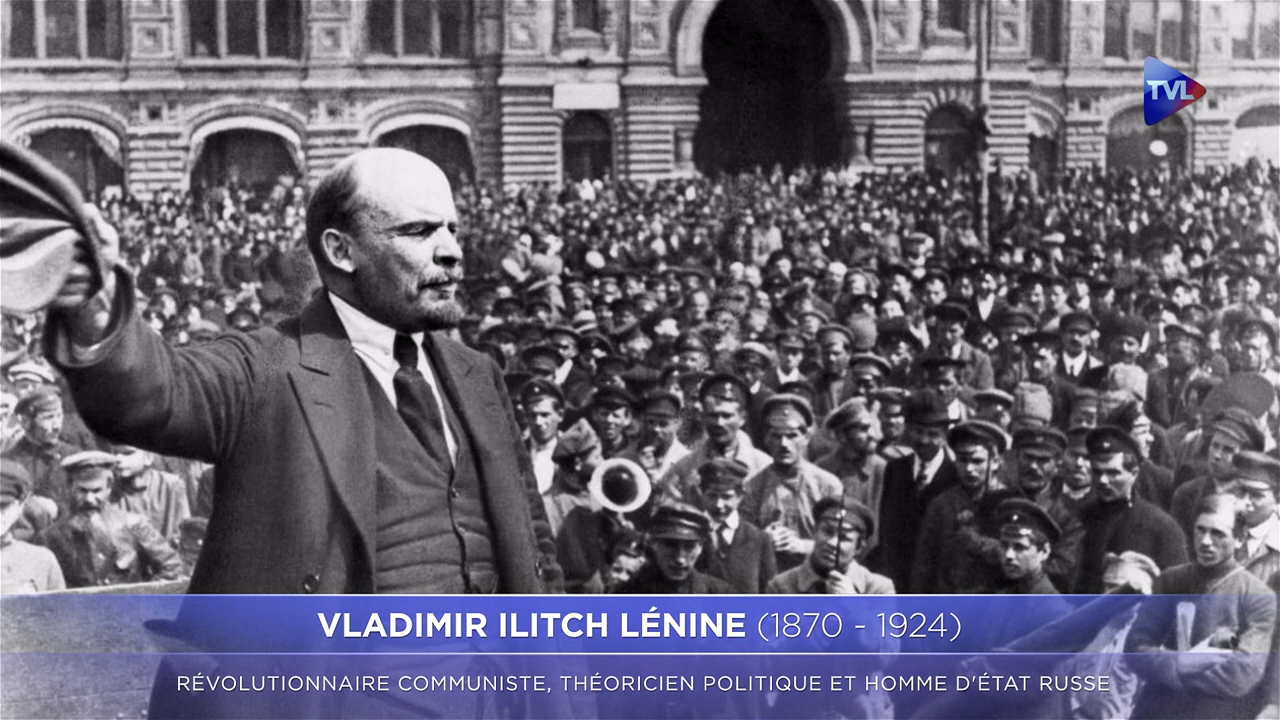 TVL
VLADIMIR ILITCH LÉNINE (1870 - 1924)
RÉVOLUTIONNAIRE COMMUNISTE, THÉORICIEN POLITIQUE ET HOMME D'ÉTAT RUSSE